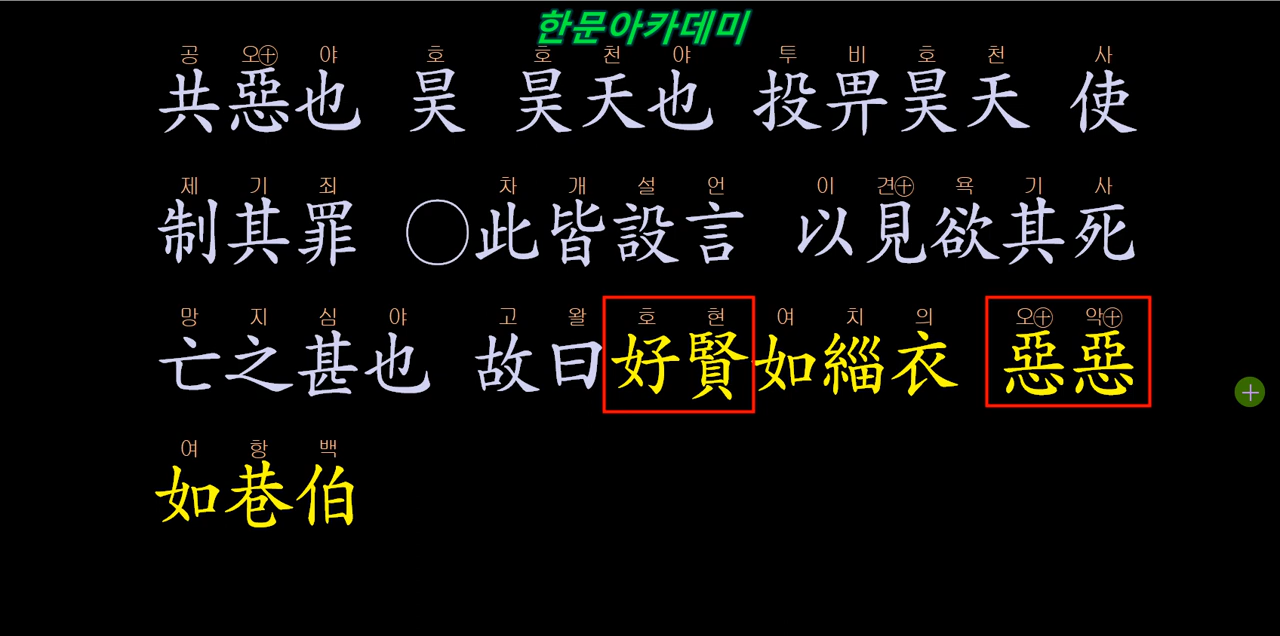 한문아카데미
공 오㊉ 야 호 호 천 야 투 비 호 천 사
共惡也 昊 昊天也 投畀昊天 使
제 기 죄 차 개 설 언 이 견㊉ 욕 기 사
制其罪 ◯此皆設言 以見欲其死
망 지 심 야 고 왈 호 현 여 치 의 오㊉ 악㊉
亡之甚也 故曰好賢如緇衣 惡惡
여 항 백
如巷伯